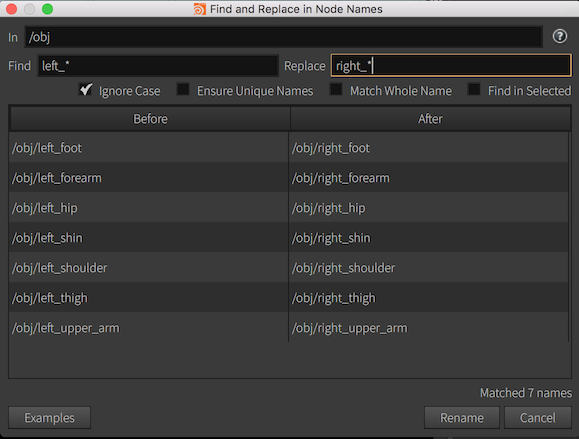 Find and Replace in Node Names
In /obj ?
Find left_* Replace right_*
Ignore Case Ensure Unique Names Match Whole Name Find in Selected
Before After
/obj/left_foot /obj/right_foot
/obj/left_forearm /obj/right_forearm
/obj/left_hip /obj/right_hip
/obj/left_shin /obj/right_shin
/obj/left_shoulder /obj/right_shoulder
/obj/left_thigh /obj/right_thigh
/obj/left_upper_arm /obj/right_upper_arm
Matched 7 names
Examples Rename Cancel